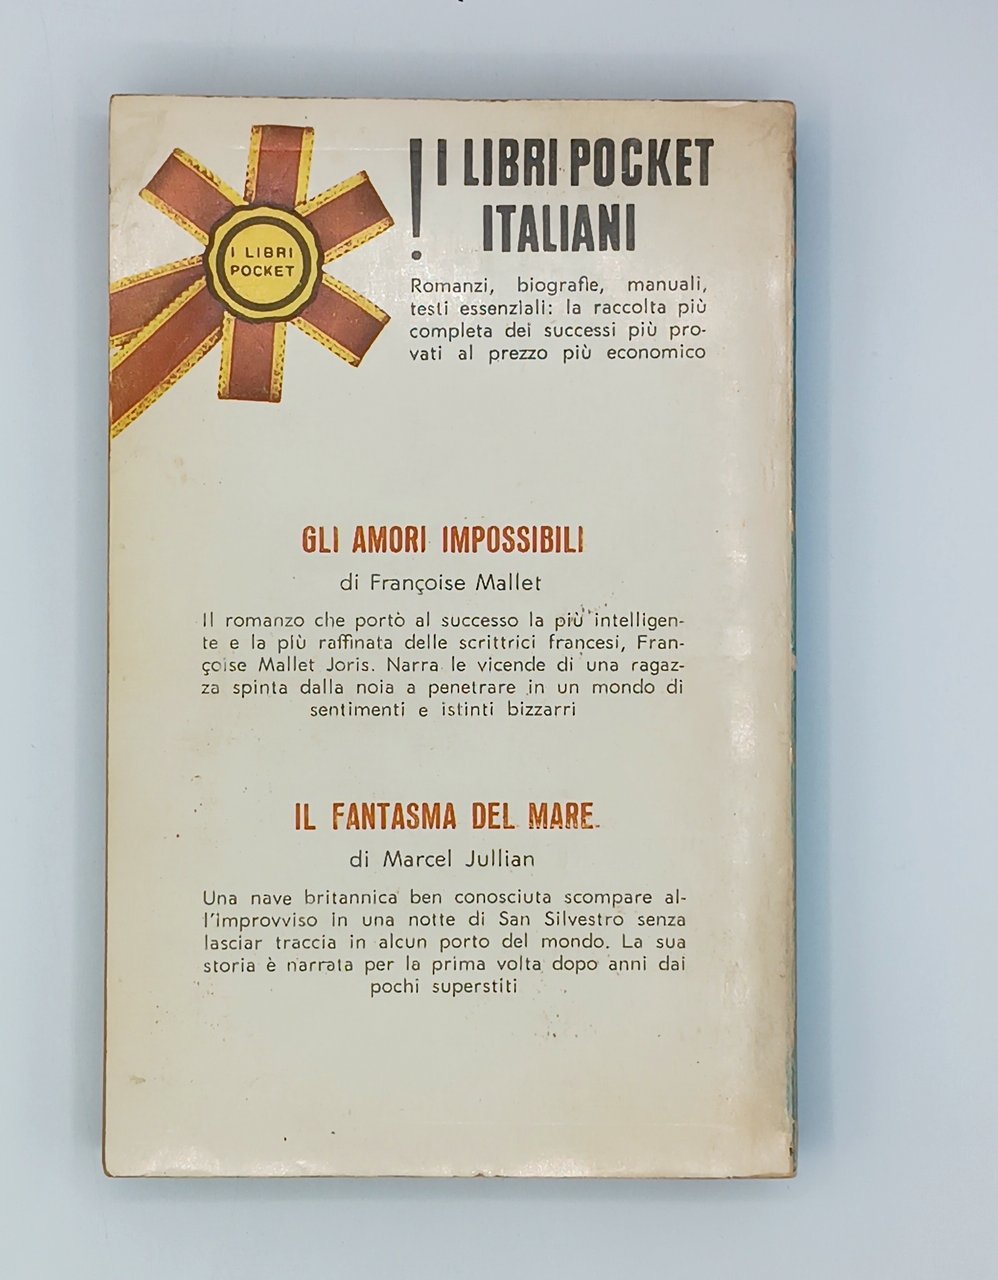 I LIBRI
POCKET
! I LIBRI POCKET
ITALIANI
Romanzi, biografie, manuali,
testi essenziali: la raccolta più
completa dei successi più pro-
vati al prezzo più economico
GLI AMORI IMPOSSIBILI
di Françoise Mallet
Il romanzo che portò al successo la più intelligen-
te e la più raffinata delle scrittrici francesi, Fran-
çoise Mallet Joris. Narra le vicende di una ragaz-
za spinta dalla noia a penetrare in un mondo di
sentimenti e istinti bizzarri
IL FANTASMA DEL MARE
di Marcel Jullian
Una nave britannica ben conosciuta scompare al-
l'improvviso in una notte di San Silvestro senza
lasciar traccia in alcun porto del mondo. La sua
storia è narrata per la prima volta dopo anni dai
pochi superstiti